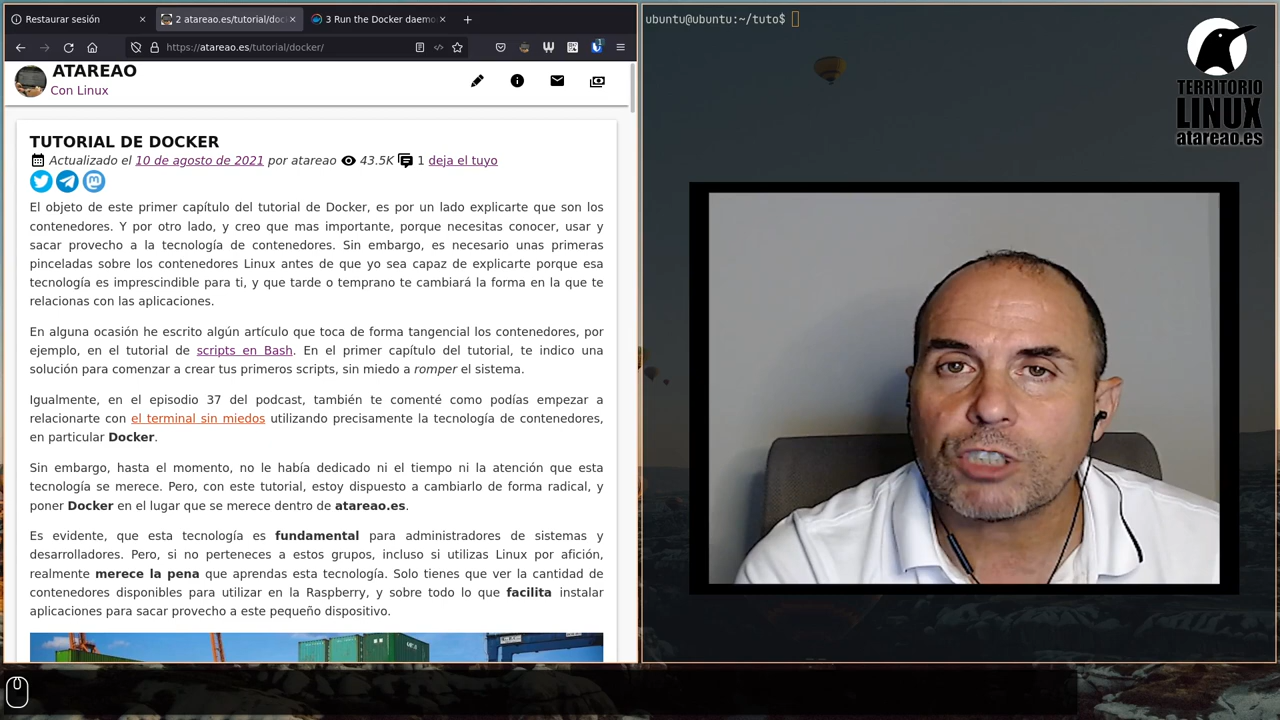 Restaurar sesión
2 atareao.es/tutorial/doc
3 Run the Docker daemo
https://atareao.es/tutorial/docker/
ATAREAO
Con Linux
TUTORIAL DE DOCKER
Actualizado el 10 de agosto de 2021 por atareao 43.5K 1 deja el tuyo
El objeto de este primer capítulo del tutorial de Docker, es por un lado explicarte que son los
contenedores. Y por otro lado, y creo que mas importante, porque necesitas conocer, usar y
sacar provecho a la tecnología de contenedores. Sin embargo, es necesario unas primeras
pinceladas sobre los contenedores Linux antes de que yo sea capaz de explicarte porque esa
tecnología es imprescindible para ti, y que tarde o temprano te cambiará la forma en la que te
relacionas con las aplicaciones.
En alguna ocasión he escrito algún artículo que toca de forma tangencial los contenedores, por
ejemplo, en el tutorial de scripts en Bash. En el primer capítulo del tutorial, te indico una
solución para comenzar a crear tus primeros scripts, sin miedo a romper el sistema.
Igualmente, en el episodio 37 del podcast, también te comenté como podías empezar a
relacionarte con el terminal sin miedos utilizando precisamente la tecnología de contenedores,
en particular Docker.
Sin embargo, hasta el momento, no le había dedicado ni el tiempo ni la atención que esta
tecnología se merece. Pero, con este tutorial, estoy dispuesto a cambiarlo de forma radical, y
poner Docker en el lugar que se merece dentro de atareao.es.
Es evidente, que esta tecnología es fundamental para administradores de sistemas y
desarrolladores. Pero, si no perteneces a estos grupos, incluso si utilizas Linux por afición,
realmente merece la pena que aprendas esta tecnología. Solo tienes que ver la cantidad de
contenedores disponibles para utilizar en la Raspberry, y sobre todo lo que facilita instalar
aplicaciones para sacar provecho a este pequeño dispositivo.
ubuntu@ubuntu:~/tuto$
TERRITORIO
LINUX
atareao.es